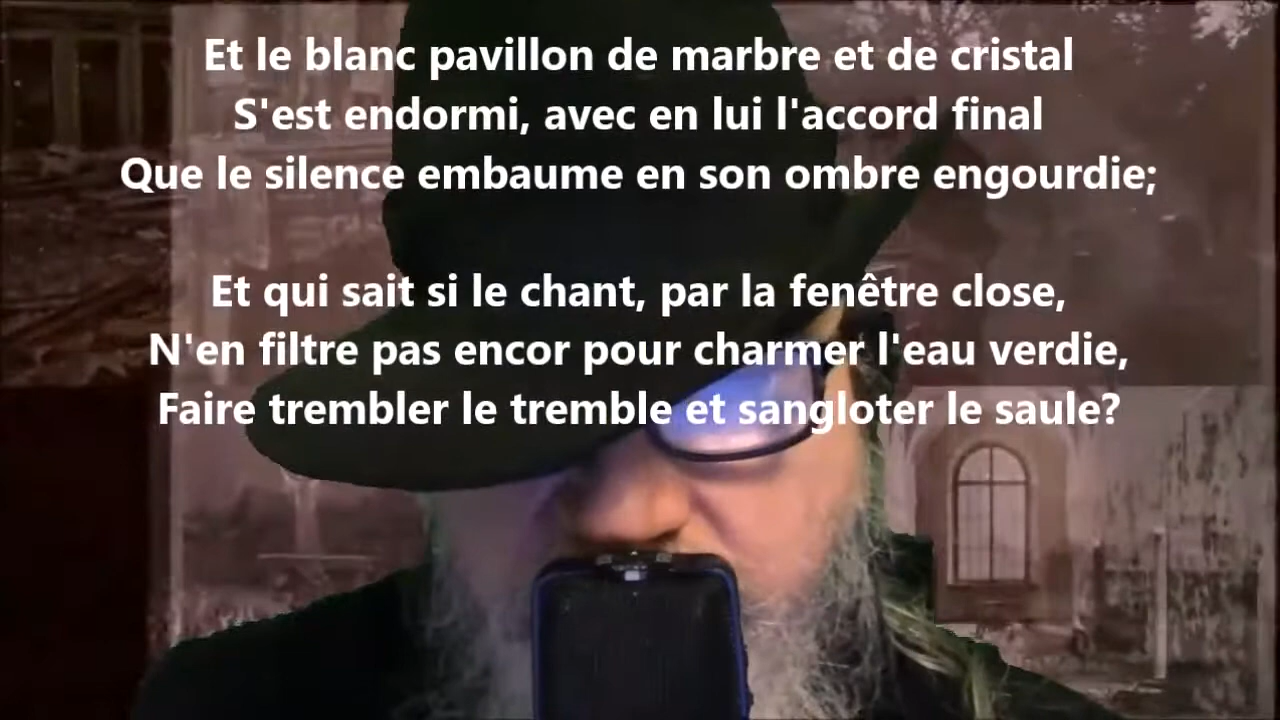 Et le blanc pavillon de marbre et de cristal
S'est endormi, avec en lui l'accord final
Que le silence embaume en son ombre engourdie;
Et qui sait si le chant, par la fenêtre close,
N'en filtre pas encor pour charmer l'eau verdie,
Faire trembler le tremble et sangloter le saule?